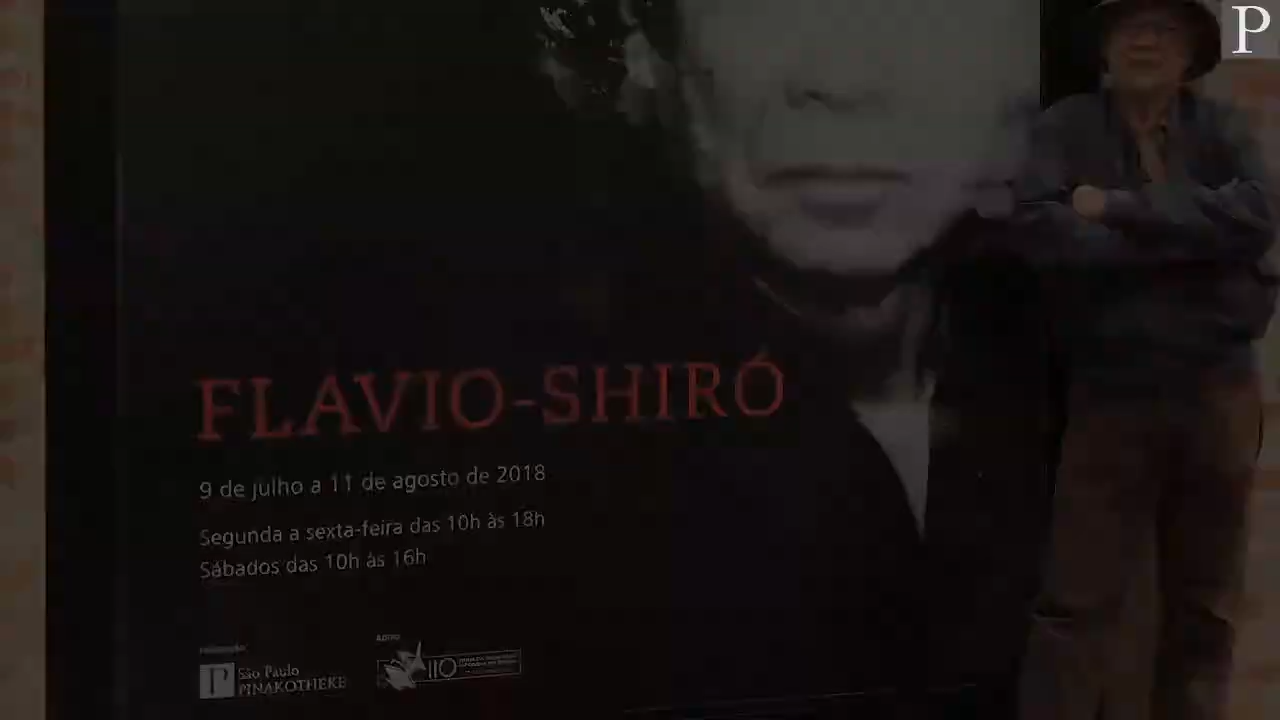 P
FLAVIO-SHIRÓ
9 de julho a 11 de agosto de 2018
Segunda a sexta-feira das 10h às 18h
Sábados das 10h às 16h
P São Paulo
PINAKOTHEKE
110